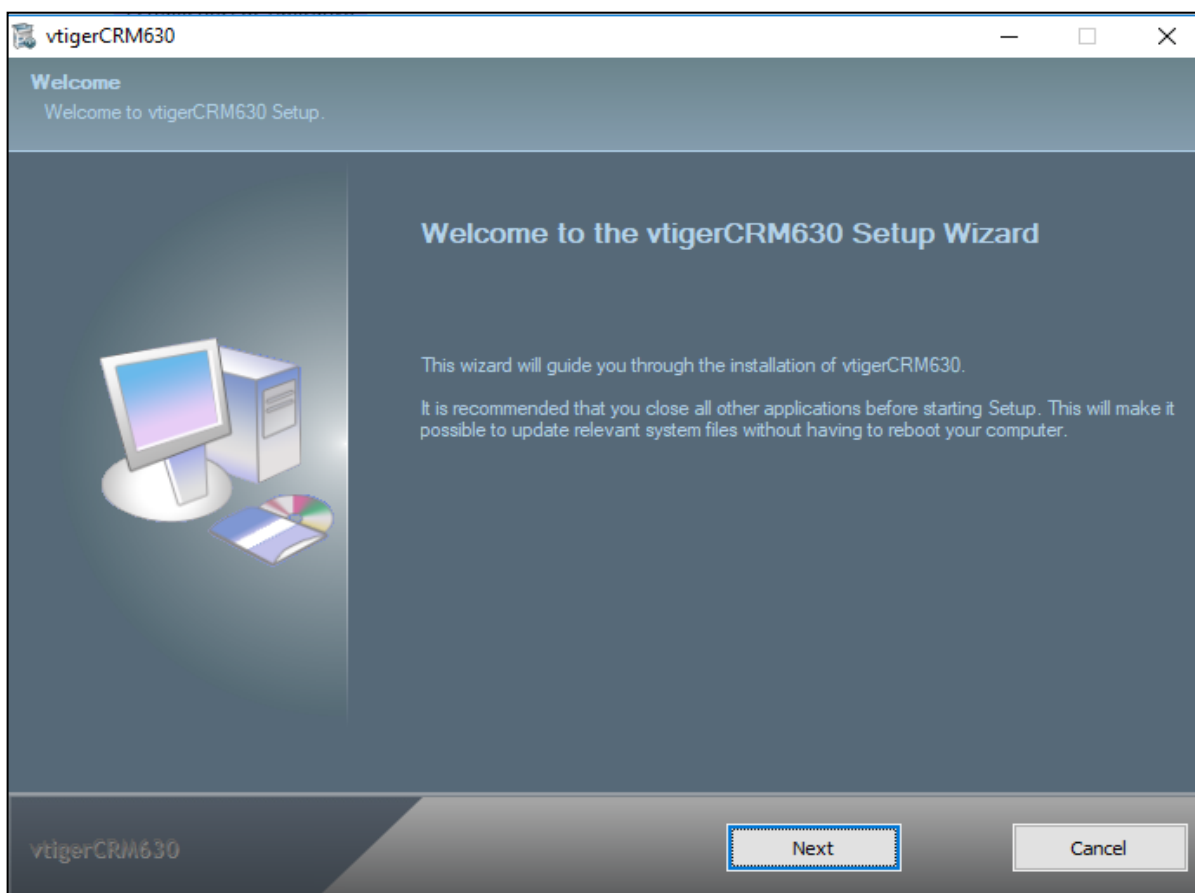 vtigerCRM630
Welcome
Welcome to vtigerCRM630 Setup.
Welcome to the vtigerCRM630 Setup Wizard
This wizard will guide you through the installation of vtigerCRM630.
It is recommended that you close all other applications before starting Setup. This will make it
possible to update relevant system files without having to reboot your computer.
vtigerCRM630
Next
Cancel